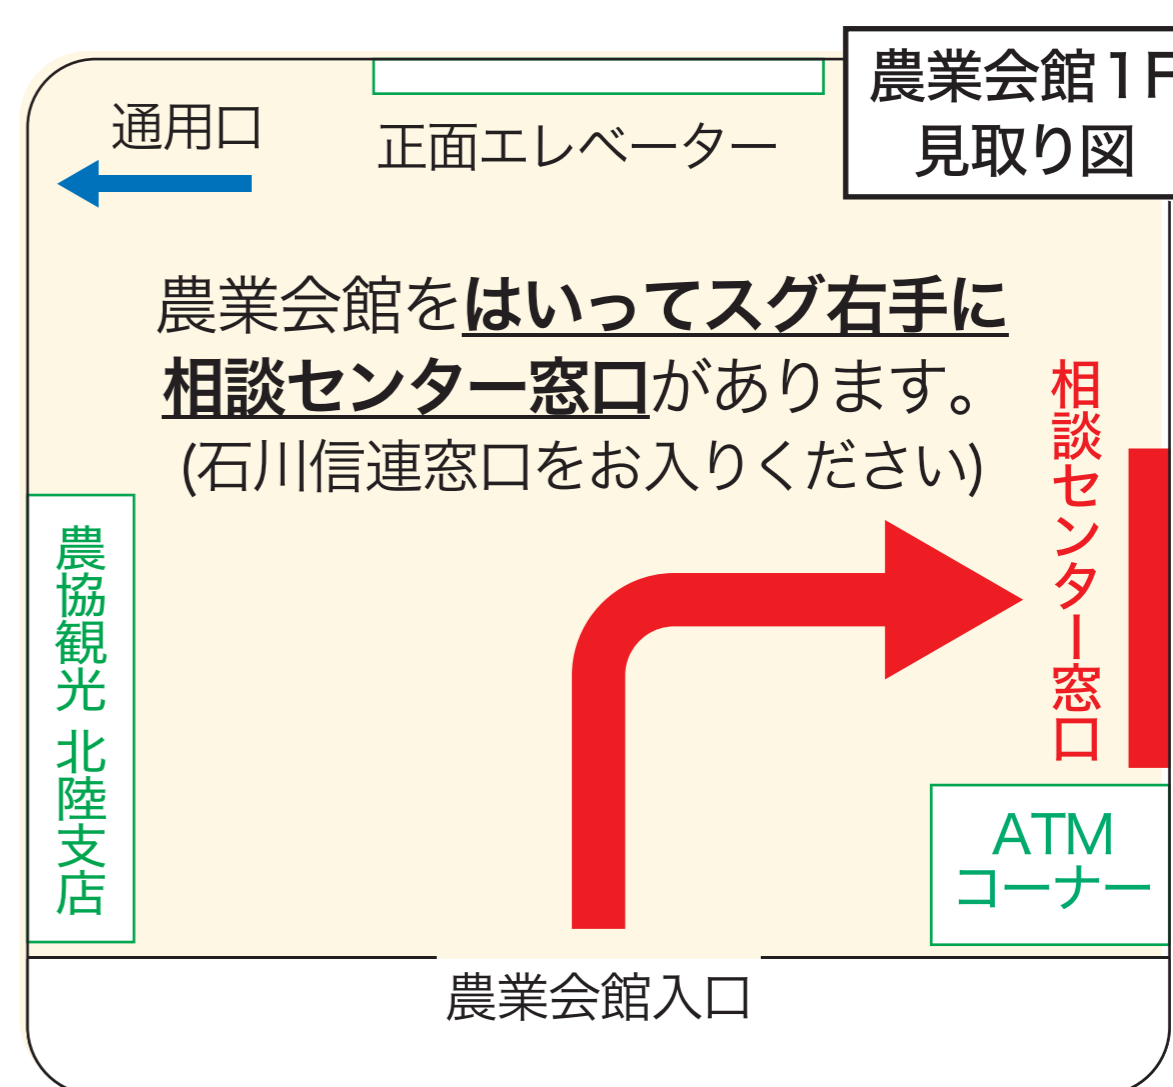 農業会館1F
見取り図
通用口
正面エレベーター
農業会館をはいってスグ右手に
相談センター窓口があります。
(石川信連窓口をお入りください)
相談センター窓口
農協観光 北陸支店
ATM
コーナー
農業会館入口